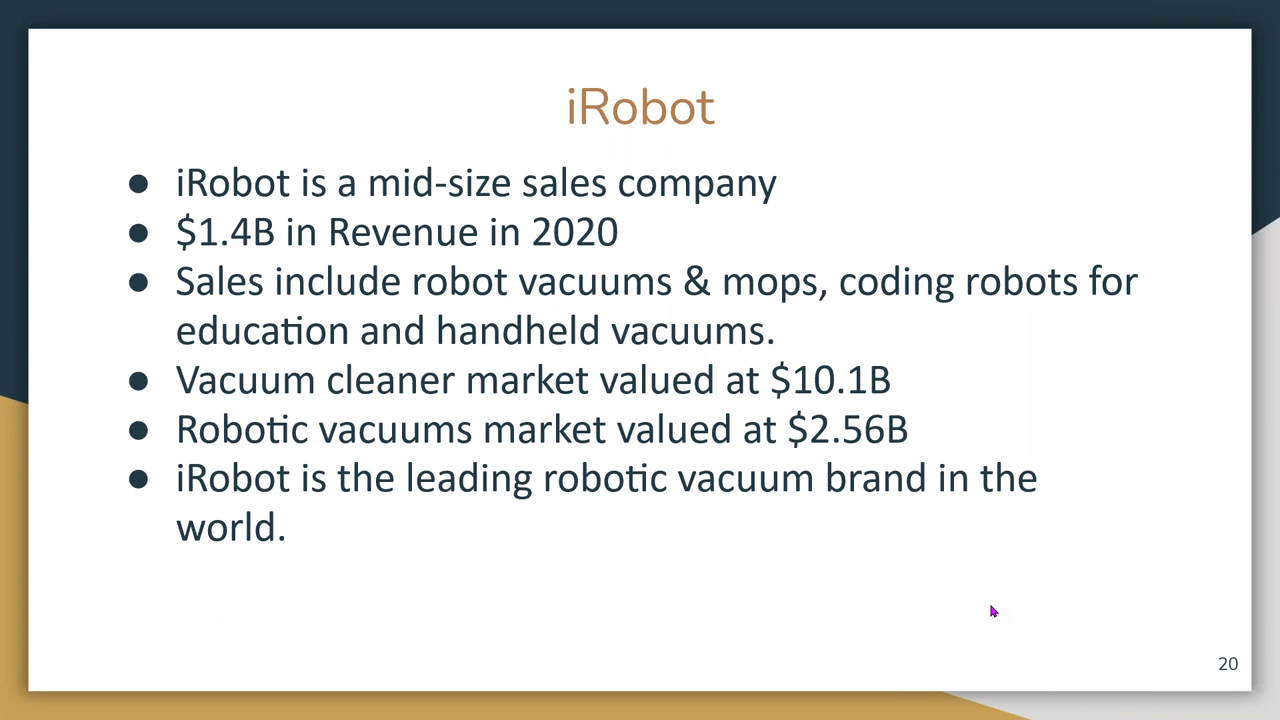 iRobot
● iRobot is a mid-size sales company
● $1.4B in Revenue in 2020
● Sales include robot vacuums & mops, coding robots for
education and handheld vacuums.
● Vacuum cleaner market valued at $10.1B
● Robotic vacuums market valued at $2.56B
● iRobot is the leading robotic vacuum brand in the
world.
20